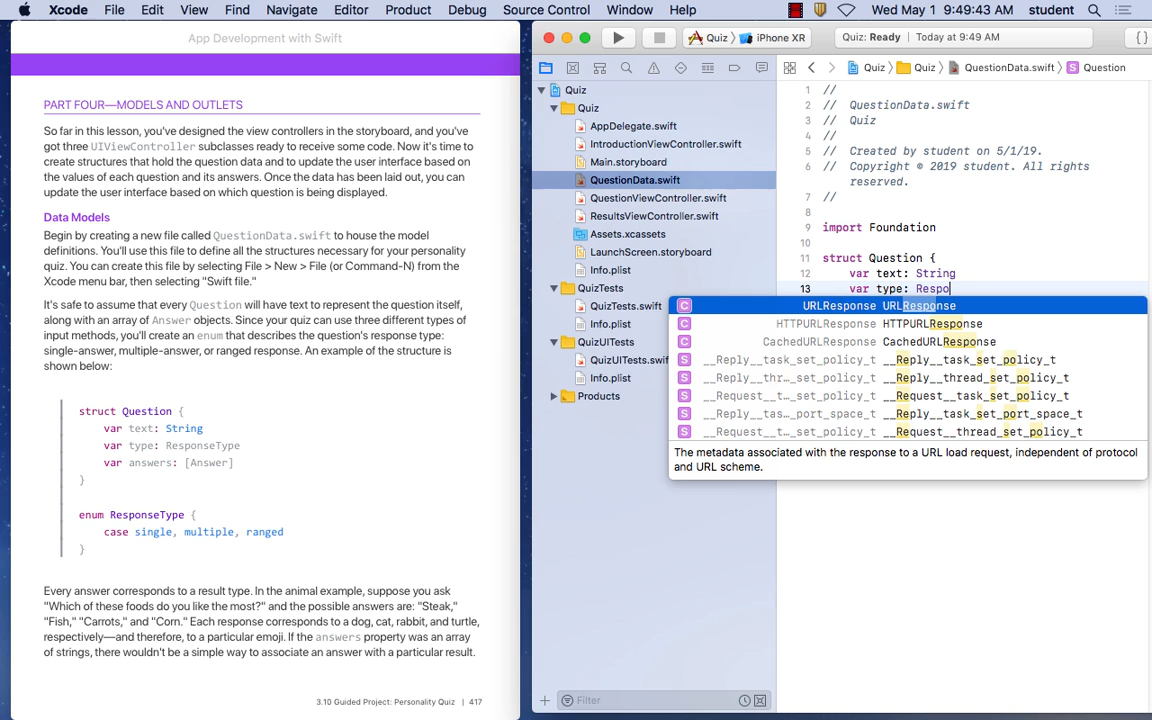 Xcode File Edit View Find Navigate Editor Product Debug Source Control Window Help Wed May 1 9:49:43 AM student
App Development with Swift
PART FOUR—MODELS AND OUTLETS
So far in this lesson, you've designed the view controllers in the storyboard, and you've
got three UIViewController subclasses ready to receive some code. Now it's time to
create structures that hold the question data and to update the user interface based on
the values of each question and its answers. Once the data has been laid out, you can
update the user interface based on which question is being displayed.
Data Models
Begin by creating a new file called QuestionData.swift to house the model
definitions. You'll use this file to define all the structures necessary for your personality
quiz. You can create this file by selecting File > New > File (or Command-N) from the
Xcode menu bar, then selecting "Swift file."
It's safe to assume that every Question will have text to represent the question itself,
along with an array of Answer objects. Since your quiz can use three different types of
input methods, you'll create an enum that describes the question's response type:
single-answer, multiple-answer, or ranged response. An example of the structure is
shown below:
struct Question {
var text: String
var type: ResponseType
var answers: [Answer]
}
enum ResponseType {
case single, multiple, ranged
}
Every answer corresponds to a result type. In the animal example, suppose you ask
"Which of these foods do you like the most?" and the possible answers are: "Steak,"
"Fish," "Carrots," and "Corn." Each response corresponds to a dog, cat, rabbit, and turtle,
respectively—and therefore, to a particular emoji. If the answers property was an array
of strings, there wouldn't be a simple way to associate an answer with a particular result.
3.10 Guided Project: Personality Quiz | 417
Quiz 〉 iPhone XR
Quiz: Ready | Today at 9:49 AM
{ }
Quiz
Quiz
AppDelegate.swift
IntroductionViewController.swift
Main.storyboard
QuestionData.swift
QuestionViewController.swift
ResultsViewController.swift
Assets.xcassets
LaunchScreen.storyboard
Info.plist
QuizTests
QuizTests.swift
Info.plist
QuizUITests
QuizUITests.swif
Info.plist
Products
Filter
Quiz 〉 Quiz 〉 QuestionData.swift 〉 S Question
1 //
2 // QuestionData.swift
3 // Quiz
4 //
5 // Created by student on 5/1/19.
6 // Copyright © 2019 student. All rights
reserved.
7 //
8
9 import Foundation
10
11 struct Question {
12 var text: String
13 var type: Respo
C URLResponse URLResponse
C HTTPURLResponse HTTPURLResponse
C CachedURLResponse CachedURLResponse
S __Reply__task_set_policy_t __Reply__task_set_policy_t
S __Reply__thr…_set_policy_t __Reply__thread_set_policy_t
S __Request__t…_set_policy_t __Request__task_set_policy_t
S __Reply__tas…_port_space_t __Reply__task_set_port_space_t
S __Request__t…_set_policy_t __Request__thread_set_policy_t
The metadata associated with the response to a URL load request, independent of protocol
and URL scheme.